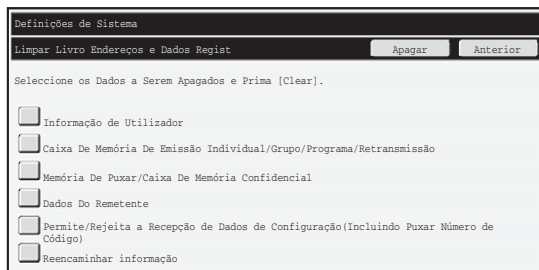 Definições de Sistema
Limpar Livro Endereços e Dados Regist Apagar Anterior
Seleccione os Dados a Serem Apagados e Prima [Clear].
Informação de Utilizador
Caixa De Memória De Emissão Individual/Grupo/Programa/Retransmissão
Memória De Puxar/Caixa De Memória Confidencial
Dados Do Remetente
Permite/Rejeita a Recepção de Dados de Configuração(Incluindo Puxar Número de
Código)
Reencaminhar informação